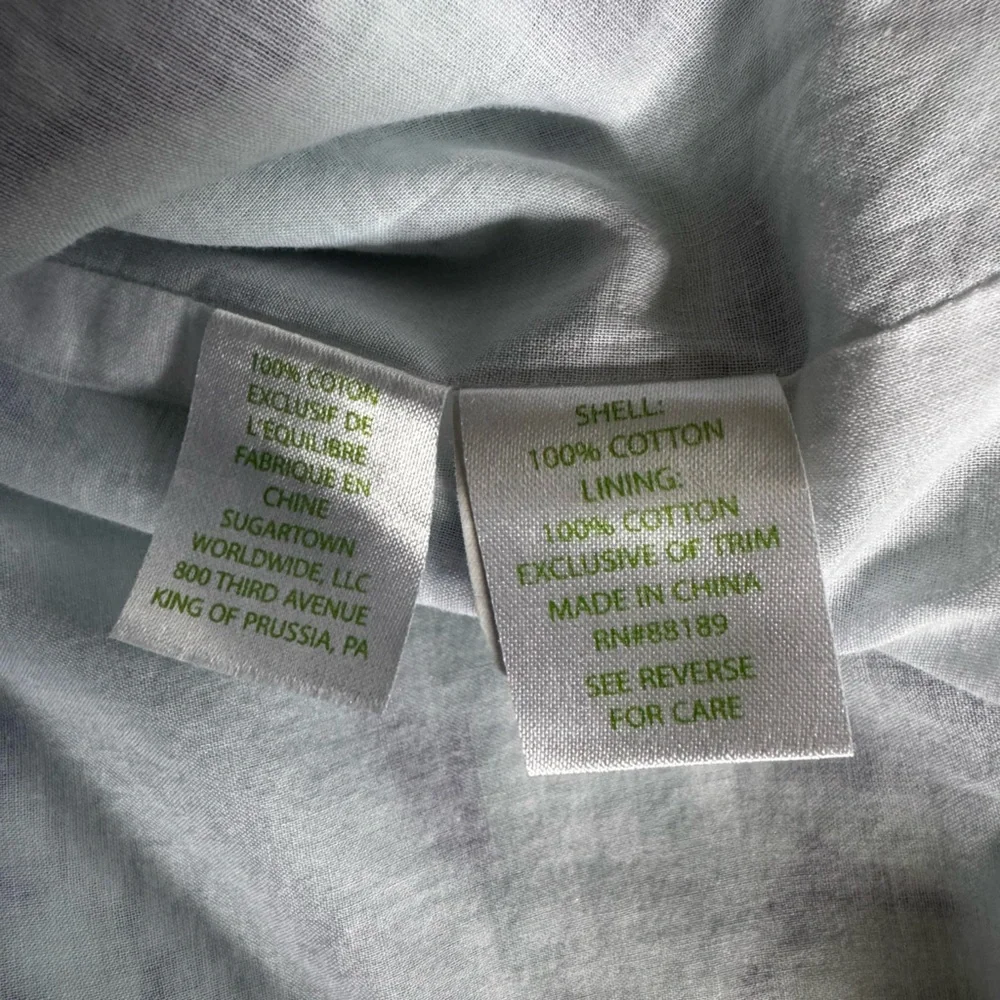 100% COTON
EXCLUSIF DE
L'EQUILIBRE
FABRIQUE EN
CHINE
SUGARTOWN
WORLDWIDE, LLC
800 THIRD AVENUE
KING OF PRUSSIA, PA
SHELL:
100% COTTON
LINING:
100% COTTON
EXCLUSIVE OF TRIM
MADE IN CHINA
RN#88189
SEE REVERSE
FOR CARE